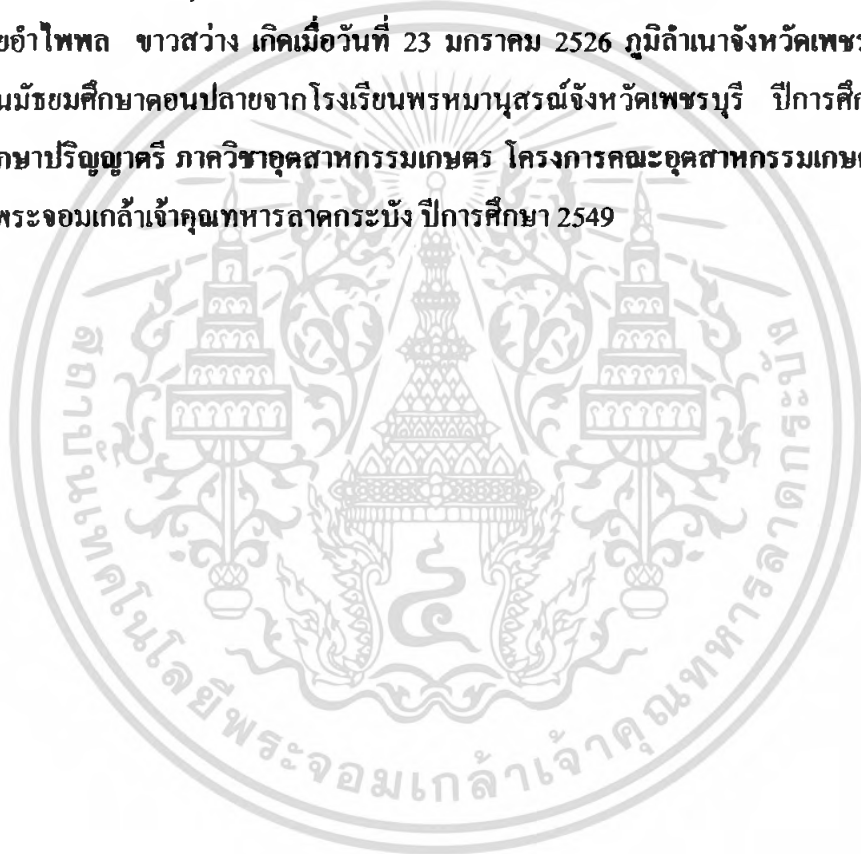 ยอำไพพล ขาวสว่าง เกิดเมื่อวันที่ 23 มกราคม 2526 ภูมิลำเนาจังหวัดเพชร
นมัธยมศึกษาตอนปลายจากโรงเรียนพรหมานุสรณ์จังหวัดเพชรบุรี ปีการศึก
กษาปริญญาตรี ภาควิชาอุตสาหกรรมเกษตร โครงการคณะอุตสาหกรรมเกษต
พระจอมเกล้าเจ้าคุณทหารลาดกระบัง ปีการศึกษา 2549
สถาบันเทคโนโลยีพระจอมเกล้าเจ้าคุณทหารลาดกระบัง